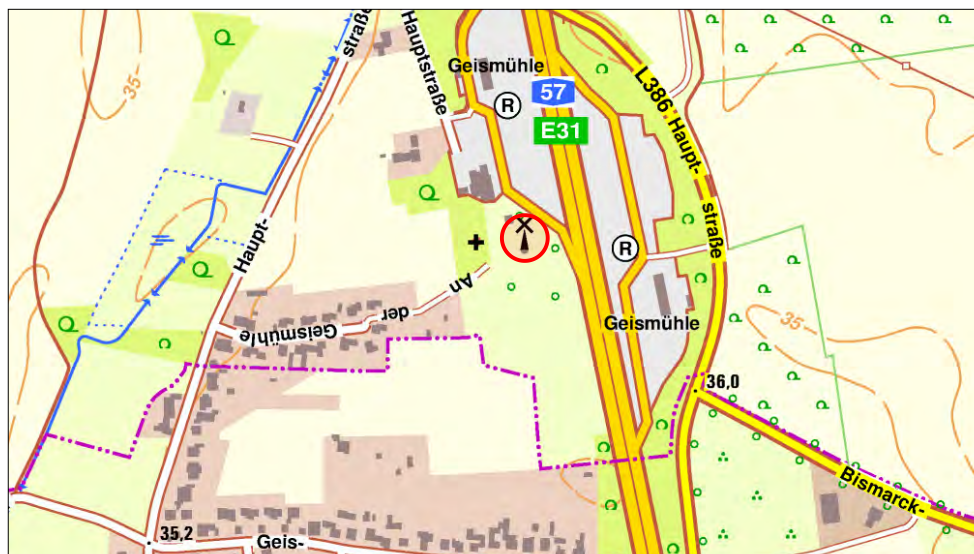 35
Haupt-
straße
Hauptstraße
Geismühle
R
57
E31
L386
Haupt-
straße
R
35
An
der
Geismühle
Geismühle
36,0
Bismarck-
35,2
Geis-